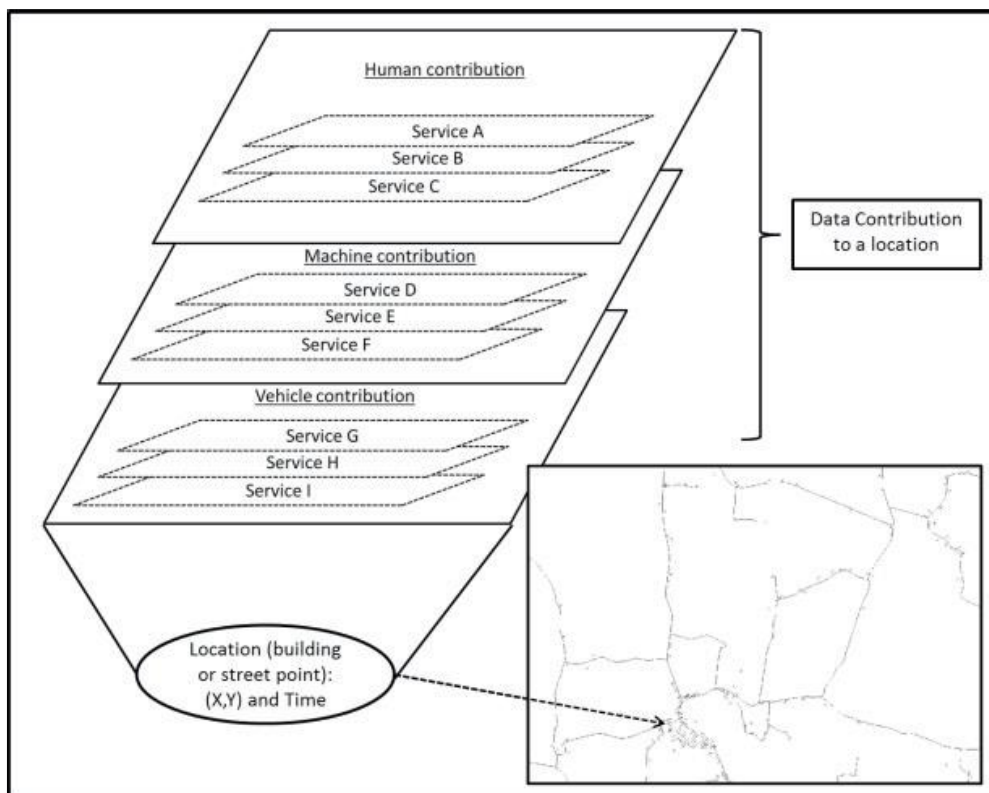 Human contribution
Service A
Service B
Service C
Machine contribution
Service D
Service E
Service F
Vehicle contribution
Service G
Service H
Service I
Data Contribution
to a location
Location (building
or street point):
(X,Y) and Time